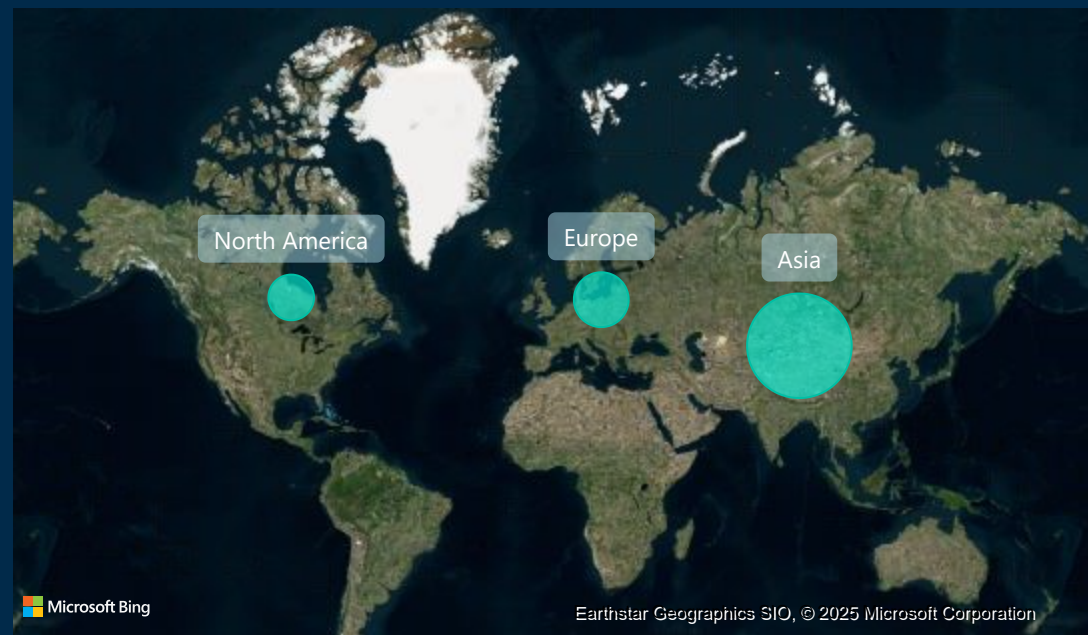 North America
Europe
Asia
Microsoft Bing
Earthstar Geographics SIO, © 2025 Microsoft Corporation